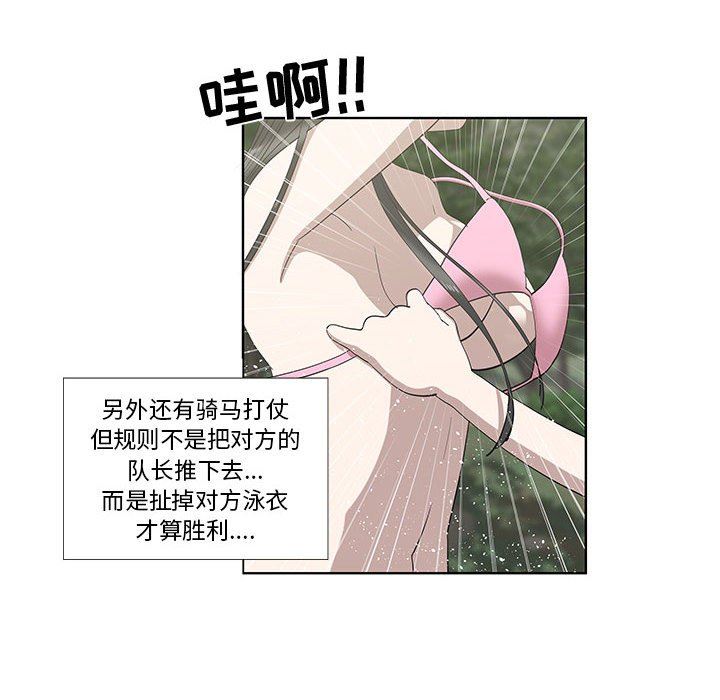 哇啊!!
另外还有骑马打仗
但规则不是把对方的
队长推下去...
而是扯掉对方泳衣
才算胜利....